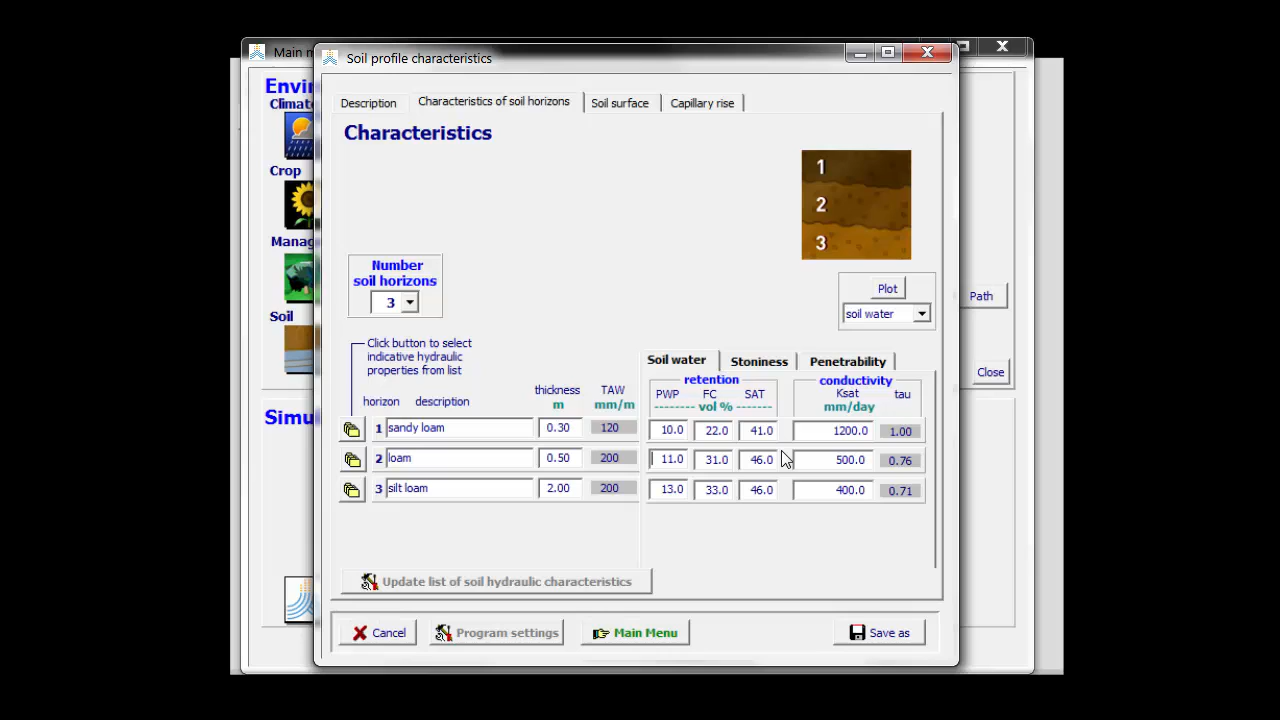 Main m
Soil profile characteristics
Envir
Climate
Crop
Manag
Soil
Simu
Path
Close
Description
Characteristics of soil horizons
Soil surface
Capillary rise
Characteristics
1
2
3
Number
soil horizons
3
Plot
soil water
Click button to select
indicative hydraulic
properties from list
Soil water
Stoniness
Penetrability
retention
conductivity
thickness TAW PWP FC SAT Ksat tau
horizon description m mm/m -------- vol % ------- mm/day
1 sandy loam 0.30 120 10.0 22.0 41.0 1200.0 1.00
2 loam 0.50 200 11.0 31.0 46.0 500.0 0.76
3 silt loam 2.00 200 13.0 33.0 46.0 400.0 0.71
Update list of soil hydraulic characteristics
Cancel
Program settings
Main Menu
Save as